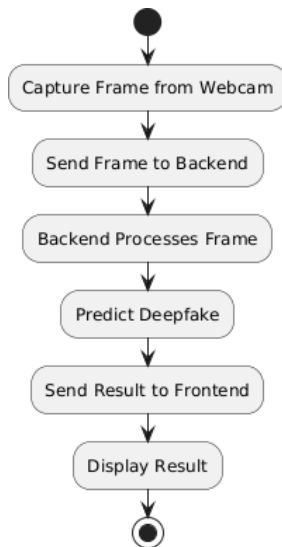 Capture Frame from Webcam
Send Frame to Backend
Backend Processes Frame
Predict Deepfake
Send Result to Frontend
Display Result